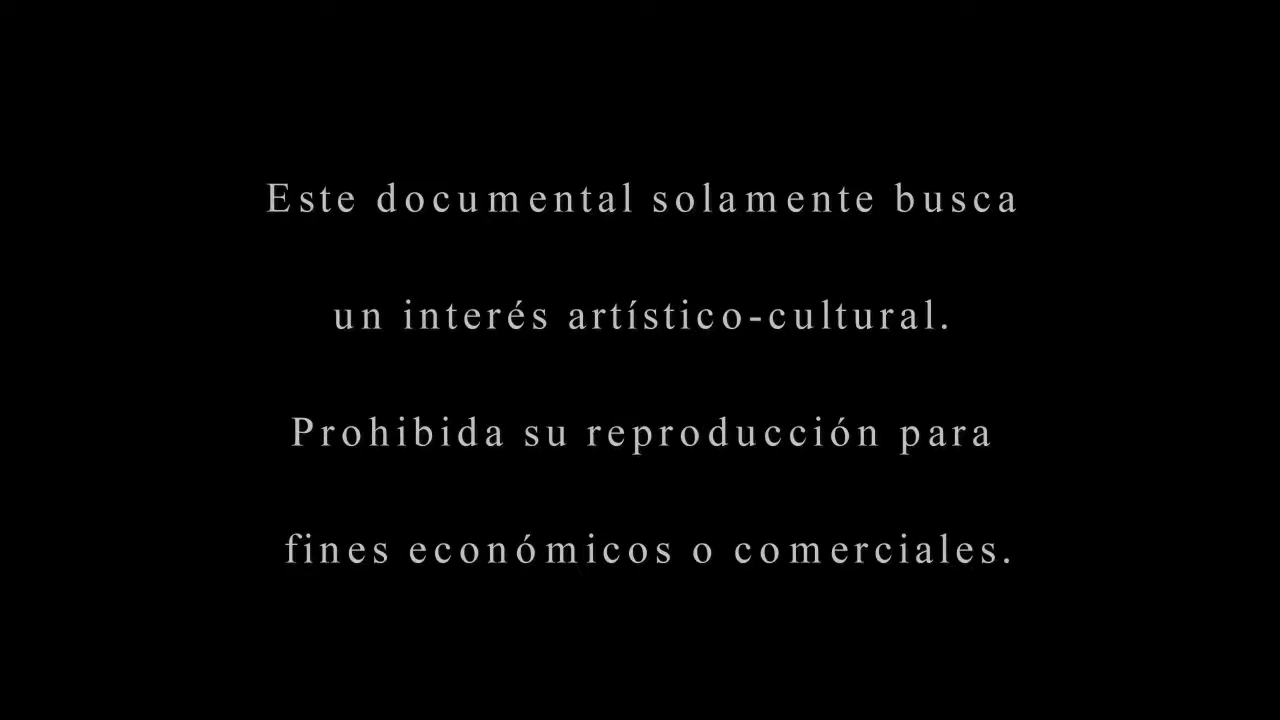 Este documental solamente busca
un interés artístico-cultural.
Prohibida su reproducción para
fines económicos o comerciales.